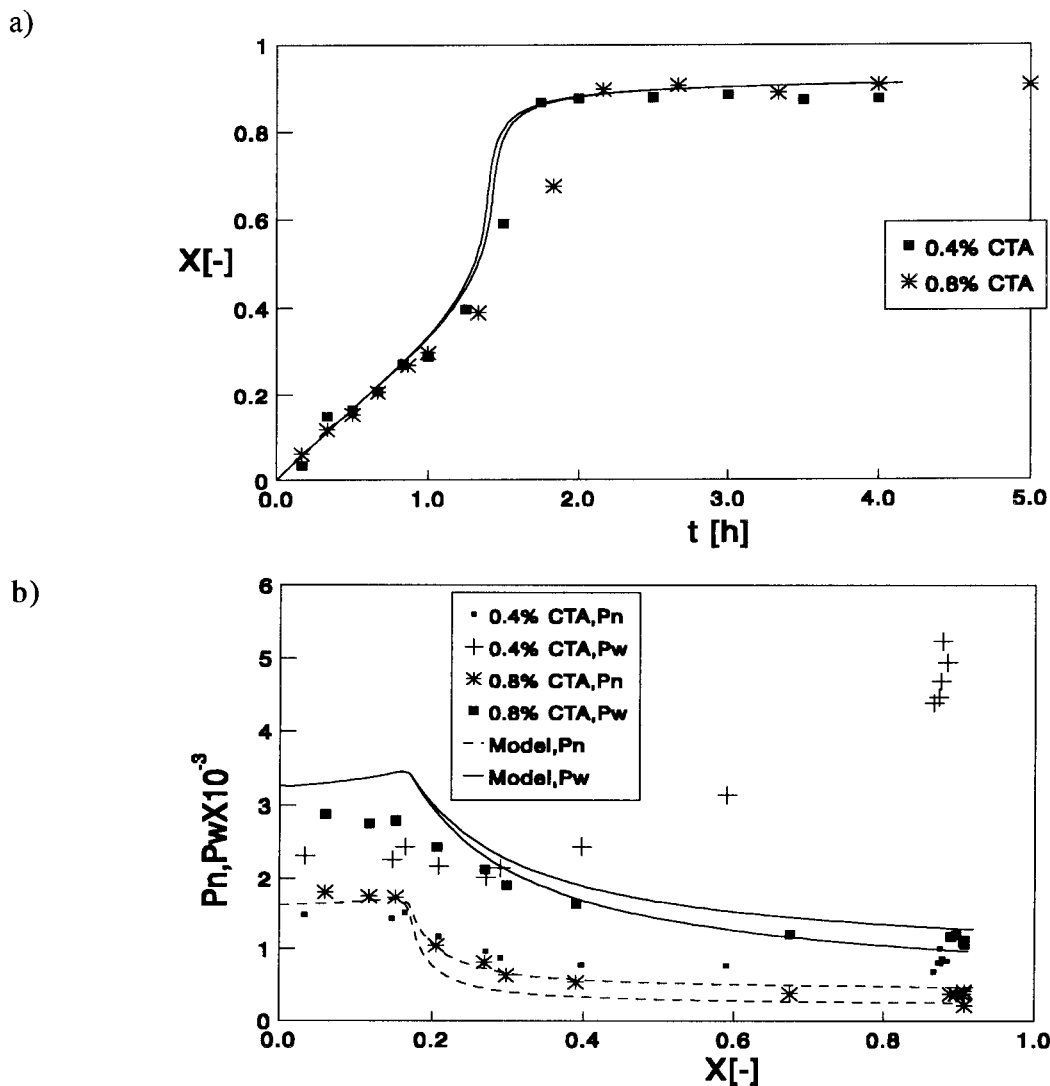 a)
1
0.8
0.6
X[-]
0.4
0.2
0
0.0 1.0 2.0 3.0 4.0 5.0
t [h]
0.4% CTA
0.8% CTA
b)
6
5
4
3
2
1
0
Pn,PwX10-3
0.4% CTA,Pn
0.4% CTA,Pw
0.8% CTA,Pn
0.8% CTA,Pw
Model,Pn
Model,Pw
0.0 0.2 0.4 0.6 0.8 1.0
X[-]